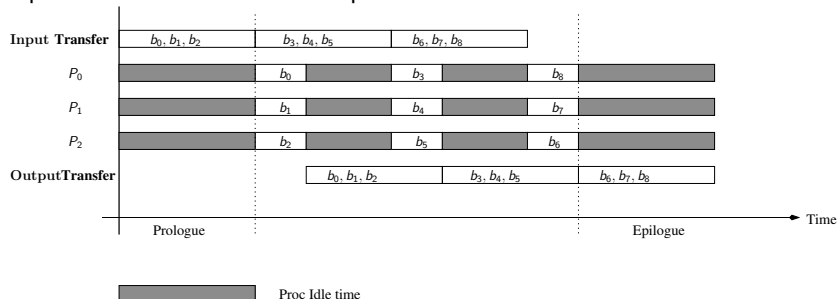 Input Transfer b0, b1, b2 b3, b4, b5 b6, b7, b8
P0 b0 b3 b8
P1 b1 b4 b7
P2 b2 b5 b6
OutputTransfer b0, b1, b2 b3, b4, b5 b6, b7, b8
Time
Prologue Epilogue
Proc Idle time